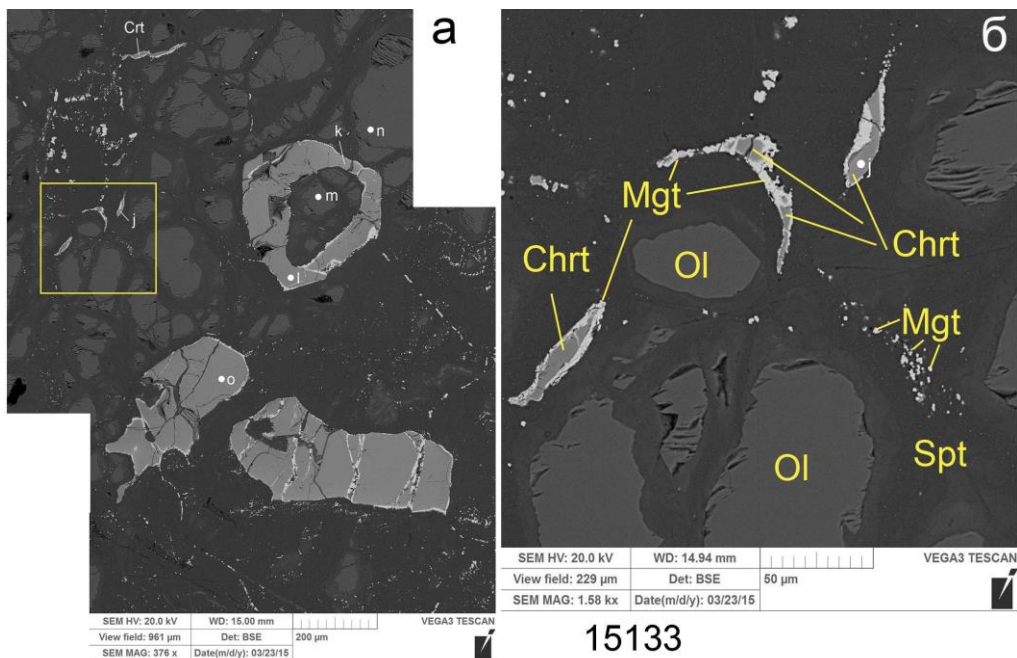 Crt
а
k
n
m
j
l
o
SEM HV: 20.0 kV WD: 15.00 mm VEGA3 TESCAN
View field: 961 µm Det: BSE 200 µm
SEM MAG: 376 x Date(m/d/y): 03/23/15
б
j
Mgt
Chrt
Chrt
Ol
Mgt
Ol
Spt
SEM HV: 20.0 kV WD: 14.94 mm VEGA3 TESCAN
View field: 229 µm Det: BSE 50 µm
SEM MAG: 1.58 kx Date(m/d/y): 03/23/15
15133